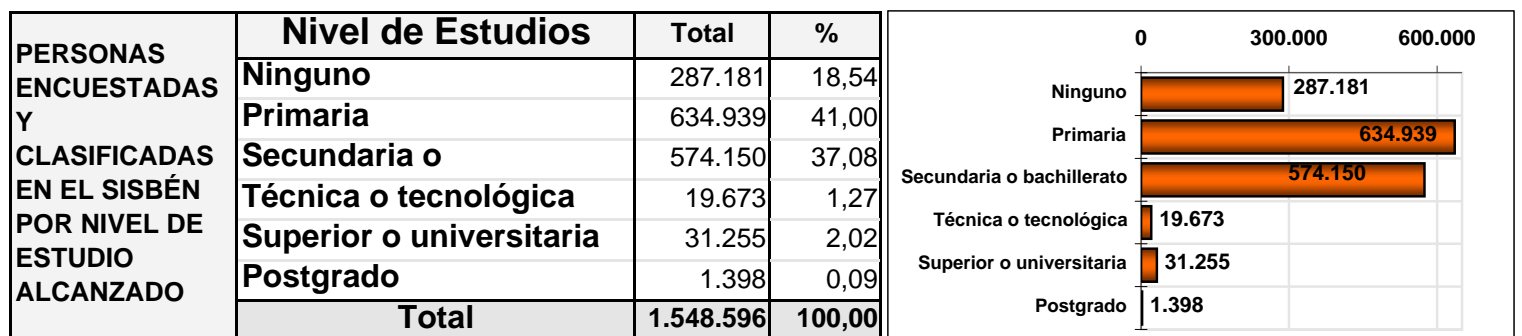 PERSONAS
ENCUESTADAS
Y
CLASIFICADAS
EN EL SISBÉN
POR NIVEL DE
ESTUDIO
ALCANZADO
Nivel de Estudios Total %
Ninguno 287.181 18,54
Primaria 634.939 41,00
Secundaria o 574.150 37,08
Técnica o tecnológica 19.673 1,27
Superior o universitaria 31.255 2,02
Postgrado 1.398 0,09
Total 1.548.596 100,00
0 300.000 600.000
Ninguno 287.181
Primaria 634.939
Secundaria o bachillerato 574.150
Técnica o tecnológica 19.673
Superior o universitaria 31.255
Postgrado 1.398